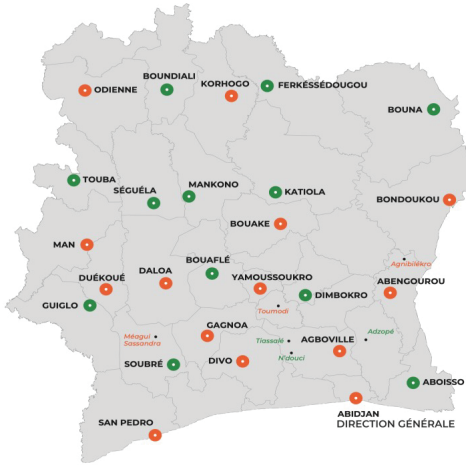 BOUNDIALI
FERKÉSSÉDOUGOU
KORHOGO
ODIENNE
BOUNA
TOUBA
MANKONO
SÉGUÉLA
KATIOLA
BONDOUKOU
BOUAKE
MAN
BOUAFLÉ
Agnibilékro
DALOA
YAMOUSSOUKRO
DUÉKOUÉ
ABENGOUROU
DIMBOKRO
GUIGLO
Toumodi
GAGNOA
Adzopé
Méagui
Sassandra
Tiassalé
AGBOVILLE
N'douci
DIVO
SOUBRÉ
ABOISSO
ABIDJAN
DIRECTION GÉNÉRALE
SAN PEDRO